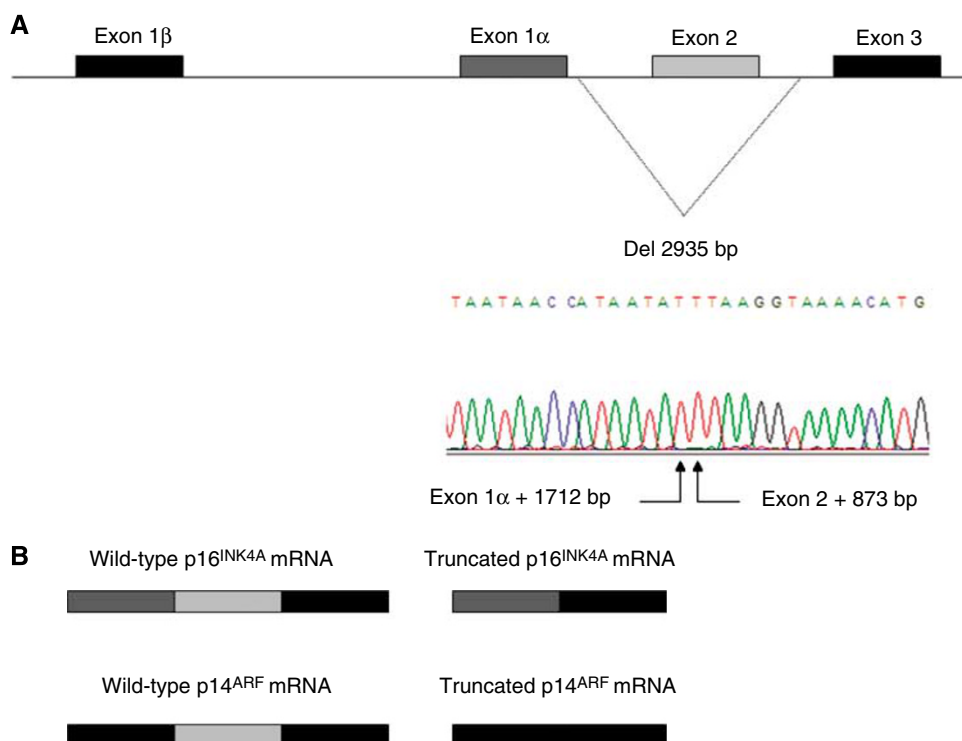 A
Exon 1β Exon 1α Exon 2 Exon 3
Del 2935 bp
T A A T A A C C A T A A T A T T T A A G G T A A A A C A T G
Exon 1α + 1712 bp Exon 2 + 873 bp
B
Wild-type p16INK4A mRNA Truncated p16INK4A mRNA
Wild-type p14ARF mRNA Truncated p14ARF mRNA